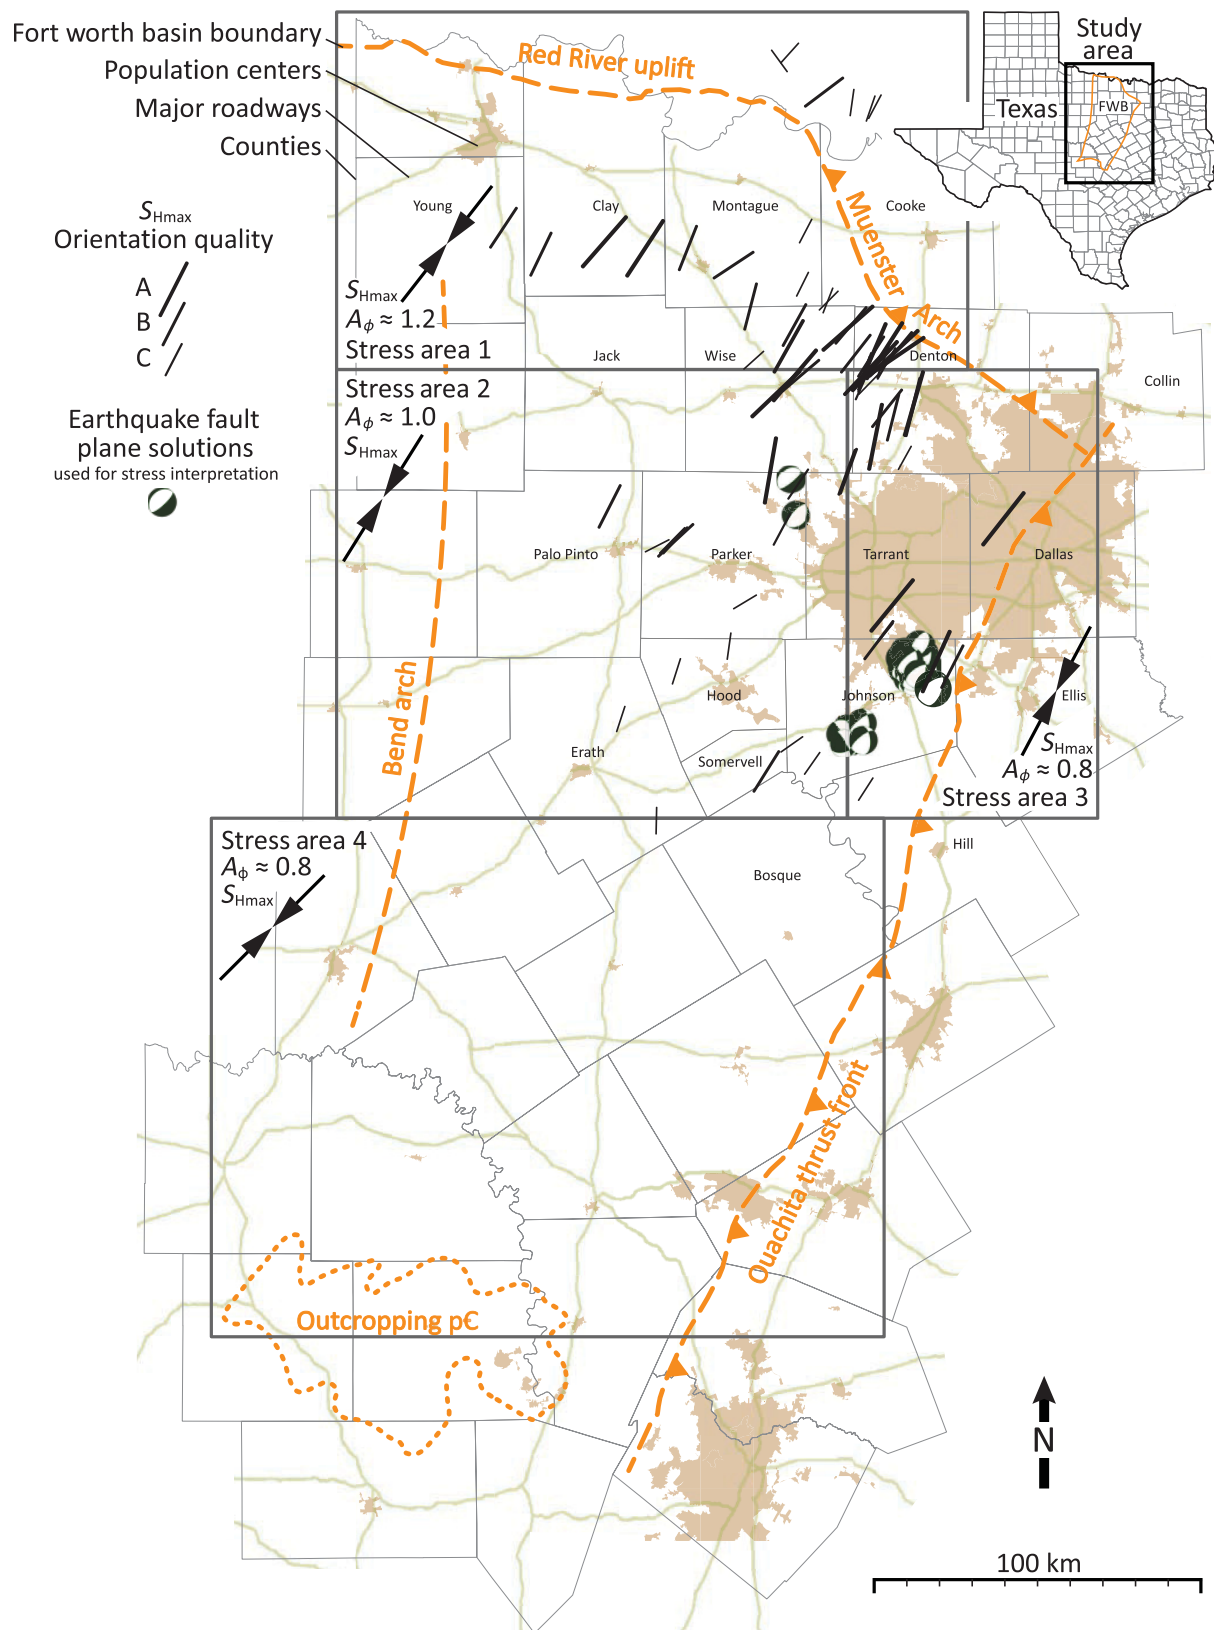 Fort worth basin boundary
Population centers
Major roadways
Counties
Red River uplift
Study
area
Texas
FWB
SHmax
Orientation quality
A
B
C
Earthquake fault
plane solutions
used for stress interpretation
Young
Clay
Montague
Cooke
Muenster
Arch
SHmax
Aϕ ≈ 1.2
Stress area 1
Jack
Wise
Denton
Collin
Stress area 2
Aϕ ≈ 1.0
SHmax
Palo Pinto
Parker
Tarrant
Dallas
Bend arch
Hood
Johnson
Ellis
Erath
Somervell
SHmax
Aϕ ≈ 0.8
Stress area 3
Stress area 4
Aϕ ≈ 0.8
SHmax
Hill
Bosque
Ouachita thrust front
Outcropping pЄ
N
100 km